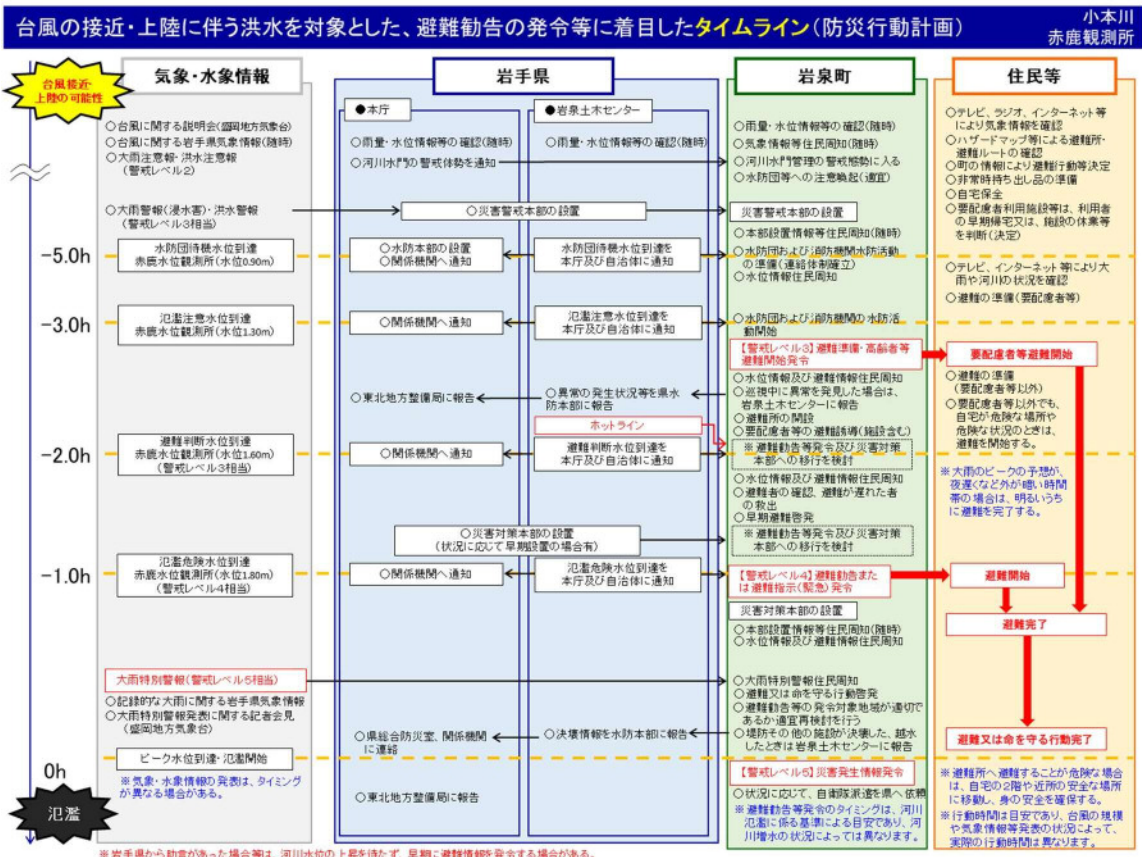 台風の接近・上陸に伴う洪水を対象とした、避難勧告の発令等に着目したタイムライン(防災行動計画)
小本川
赤鹿観測所
台風接近・
上陸の可能性
気象・水象情報
岩手県
岩泉町
住民等
●本庁
●岩泉土木センター
○台風に関する説明会(盛岡地方気象台)
○台風に関する岩手県気象情報(随時)
○大雨注意報・洪水注意報
(警戒レベル2)
○雨量・水位情報等の確認(随時)
○河川水門の警戒体勢を通知
○雨量・水位情報等の確認(随時)
○雨量・水位情報等の確認(随時)
○気象情報等住民周知(随時)
○河川水門管理の警戒態勢に入る
○水防団等への注意喚起(適宜)
○テレビ、ラジオ、インターネット等
により気象情報を確認
○ハザードマップ等による避難所・
避難ルートの確認
○町の情報により避難行動等決定
○非常時持ち出し品の準備
○自宅保全
○要配慮者利用施設等は、利用者
の早期帰宅又は、施設の休業等
を判断(決定)
○大雨警報(浸水害)・洪水警報
(警戒レベル3相当)
○災害警戒本部の設置
災害警戒本部の設置
○本部設置情報等住民周知(随時)
-5.0h
水防団待機水位到達
赤鹿水位観測所(水位0.90m)
○水防本部の設置
○関係機関へ通知
水防団待機水位到達を
本庁及び自治体に通知
○水防団および消防機関水防活動
の準備(連絡体制確立)
○水位情報住民周知
○テレビ、インターネット等により大
雨や河川の状況を確認
○避難の準備(要配慮者等)
-3.0h
氾濫注意水位到達
赤鹿水位観測所(水位1.30m)
○関係機関へ通知
氾濫注意水位到達を
本庁及び自治体に通知
○水防団および消防機関の水防活
動開始
【警戒レベル3】避難準備・高齢者等
避難開始発令
要配慮者等避難開始
○東北地方整備局に報告
○異常の発生状況等を県水
防本部に報告
○水位情報及び避難情報住民周知
○巡視中に異常を発見した場合は、
岩泉土木センターに報告
○避難所の開設
○要配慮者等の避難誘導(施設含む)
○避難の準備
(要配慮者等以外)
○要配慮者等以外でも、
自宅が危険な場所や
危険な状況のときは、
避難を開始する。
ホットライン
-2.0h
避難判断水位到達
赤鹿水位観測所(水位1.60m)
(警戒レベル3相当)
○関係機関へ通知
避難判断水位到達を
本庁及び自治体に通知
※避難勧告等発令及び災害対策
本部への移行を検討
○水位情報及び避難情報住民周知
○避難者の確認、避難が遅れた者
の救出
○早期避難啓発
※大雨のピークの予想が、
夜遅くなど外が暗い時間
帯の場合は、明るいうち
に避難を完了する。
○災害対策本部の設置
(状況に応じて早期設置の場合有)
※避難勧告等発令及び災害対策
本部への移行を検討
-1.0h
氾濫危険水位到達
赤鹿水位観測所(水位1.80m)
(警戒レベル4相当)
○関係機関へ通知
氾濫危険水位到達を
本庁及び自治体に通知
【警戒レベル4】避難勧告また
は避難指示(緊急)発令
避難開始
災害対策本部の設置
○本部設置情報等住民周知(随時)
○水位情報及び避難情報住民周知
避難完了
大雨特別警報(警戒レベル5相当)
○記録的な大雨に関する岩手県気象情報
○大雨特別警報発表に関する記者会見
(盛岡地方気象台)
○大雨特別警報住民周知
○避難又は命を守る行動啓発
○避難勧告等の発令対象地域が適切で
あるか適宜再検討を行う
○堤防その他の施設が決壊した、越水
したときは岩泉土木センターに報告
○県総合防災室、関係機関
に連絡
○決壊情報を水防本部に報告
避難又は命を守る行動完了
0h
ピーク水位到達・氾濫開始
※気象・水象情報の発表は、タイミング
が異なる場合がある。
氾濫
○東北地方整備局に報告
【警戒レベル5】災害発生情報発令
○状況に応じて、自衛隊派遣を県へ依頼
※避難勧告等発令のタイミングは、河川
氾濫に係る基準による目安であり、河
川増水の状況によっては異なります。
※避難所へ避難することが危険な場合
は、自宅の2階や近所の安全な場所
に移動し、身の安全を確保する。
※行動時間は目安であり、台風の規模
や気象情報等発表の状況によって、
実際の行動時間は異なります。
※岩手県から助言があった場合等は、河川水位の上昇を待たず、早期に避難情報を発令する場合がある。